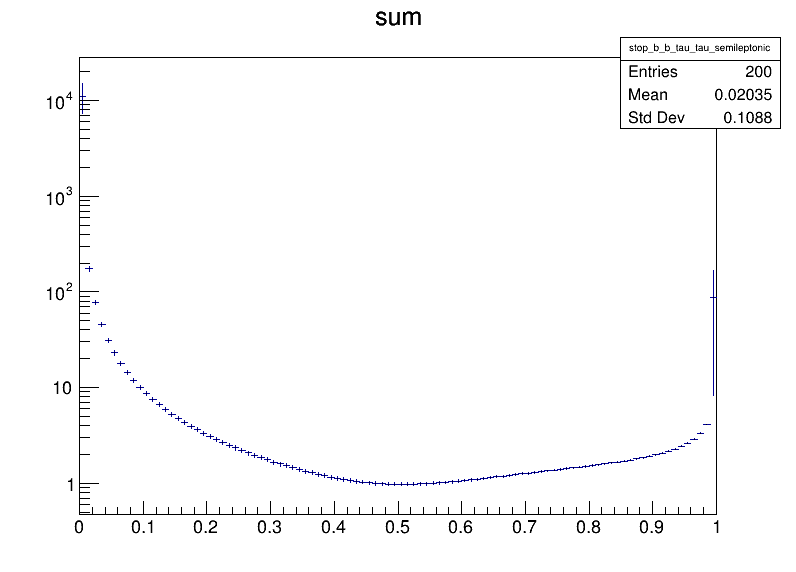 sum
stop_b_b_tau_tau_semileptonic
Entries 200
Mean 0.02035
Std Dev 0.1088
10^4
10^3
10^2
10
1
0 0.1 0.2 0.3 0.4 0.5 0.6 0.7 0.8 0.9 1